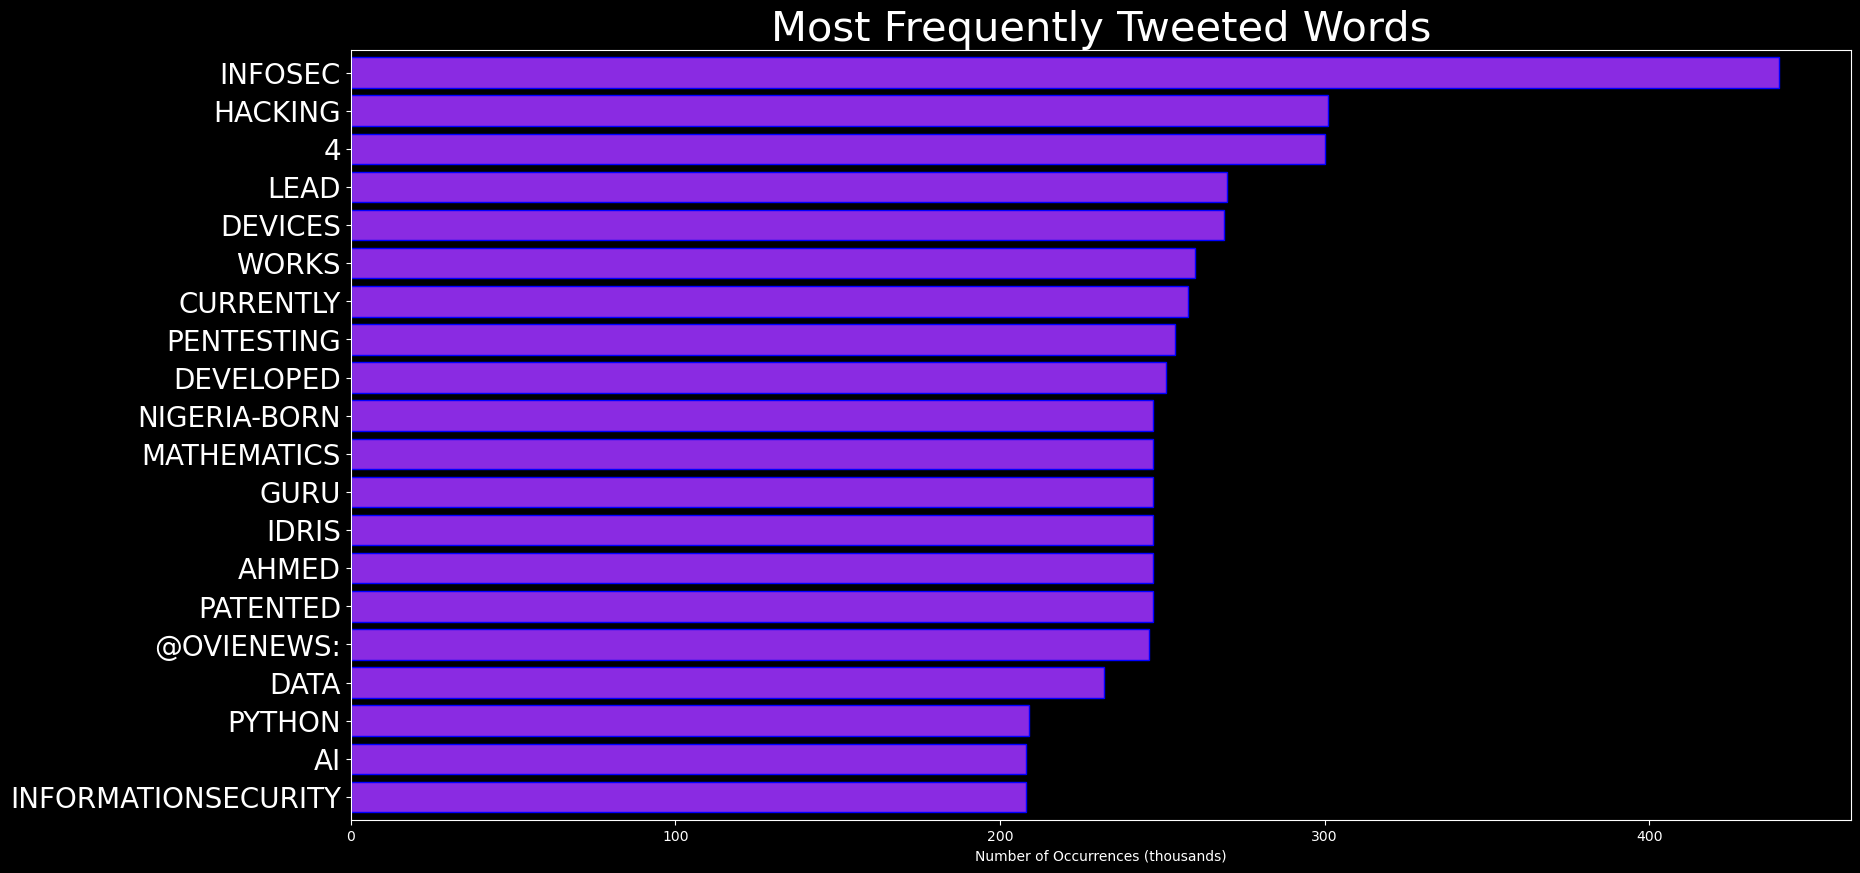 Most Frequently Tweeted Words
INFOSEC
HACKING
4
LEAD
DEVICES
WORKS
CURRENTLY
PENTESTING
DEVELOPED
NIGERIA-BORN
MATHEMATICS
GURU
IDRIS
AHMED
PATENTED
@OVIENEWS:
DATA
PYTHON
AI
INFORMATIONSECURITY
0 100 200 300 400
Number of Occurrences (thousands)